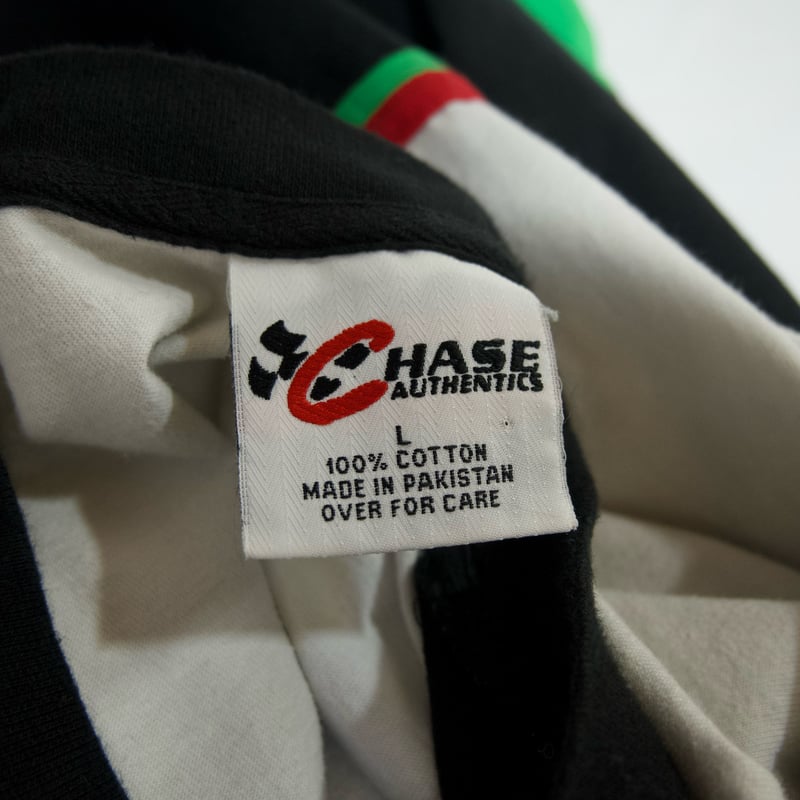 CHASE
AUTHENTICS
L
100% COTTON
MADE IN PAKISTAN
OVER FOR CARE